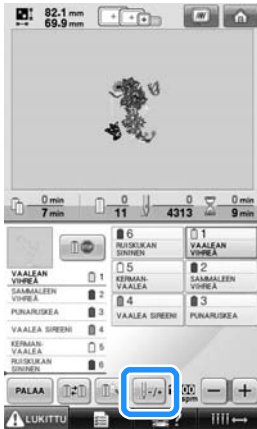 82.1 mm
69.9 mm
0 min
7 min
0
11
0
4313
0 min
9 min
6
RUISKUKAN
SININEN
1
VAALEAN
VIHREÄ
5
KERMAN-
VAALEA
2
SAMMALEEN
VIHREÄ
4
VAALEA SIREENI
3
PUNARUSKEA
VAALEAN
VIHREÄ
1
SAMMALEEN
VIHREÄ
2
PUNARUSKEA
3
VAALEA SIREENI
4
KERMAN-
VAALEA
5
RUISKUKAN
SININEN
6
PALAA
-/+
spm
-
+
LUKITTU
?